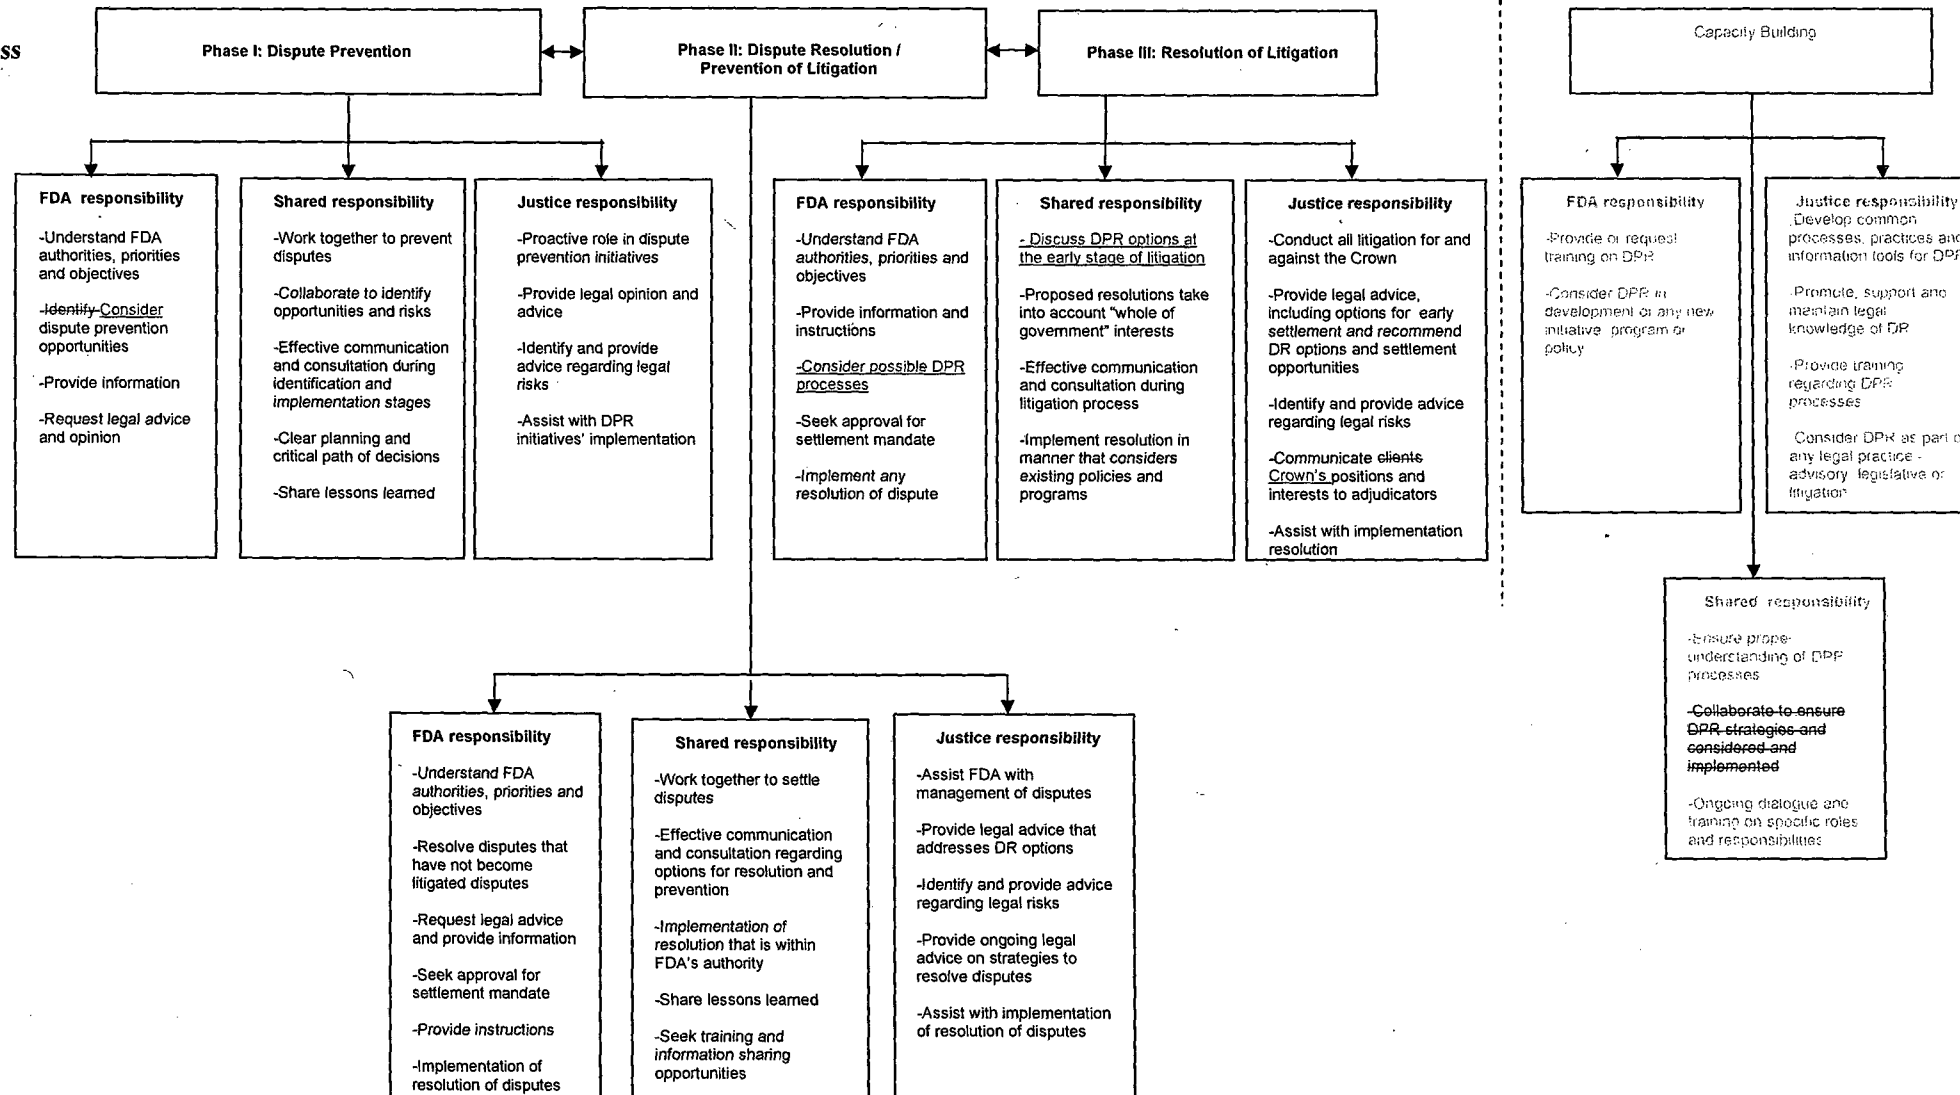 ss
Phase I: Dispute Prevention
Phase II: Dispute Resolution /
Prevention of Litigation
Phase III: Resolution of Litigation
Capacity Building
FDA responsibility
-Understand FDA
authorities, priorities
and objectives
-Identify Consider
dispute prevention
opportunities
-Provide information
-Request legal advice
and opinion
Shared responsibility
-Work together to prevent
disputes
-Collaborate to identify
opportunities and risks
-Effective communication
and consultation during
identification and
implementation stages
-Clear planning and
critical path of decisions
-Share lessons learned
Justice responsibility
-Proactive role in dispute
prevention initiatives
-Provide legal opinion and
advice
-Identify and provide
advice regarding legal
risks
-Assist with DPR
initiatives' implementation
FDA responsibility
-Understand FDA
authorities, priorities and
objectives
-Provide information and
instructions
-Consider possible DPR
processes
-Seek approval for
settlement mandate
-Implement any
resolution of dispute
Shared responsibility
- Discuss DPR options at
the early stage of litigation
-Proposed resolutions take
into account "whole of
government" interests
-Effective communication
and consultation during
litigation process
-Implement resolution in
manner that considers
existing policies and
programs
Justice responsibility
-Conduct all litigation for and
against the Crown
-Provide legal advice,
including options for early
settlement and recommend
DR options and settlement
opportunities
-Identify and provide advice
regarding legal risks
-Communicate clients
Crown's positions and
interests to adjudicators
-Assist with implementation
resolution
FDA responsibility
-Provide or request
training on DPR
-Consider DPR in
development of any new
initiative program or
policy
Justice responsibility
Develop common
processes, practices and
information tools for DPR
-Promote, support and
maintain legal
knowledge of DR
-Provide training
regarding DPR
processes
Consider DPR as part o
any legal practice -
advisory legislative or
litigation
Shared responsibility
-Ensure proper
understanding of DPR
processes
-Collaborate to ensure
DPR strategies and
considered and
implemented
-Ongoing dialogue and
training on specific roles
and responsibilities
FDA responsibility
-Understand FDA
authorities, priorities and
objectives
-Resolve disputes that
have not become
litigated disputes
-Request legal advice
and provide information
-Seek approval for
settlement mandate
-Provide instructions
-Implementation of
resolution of disputes
Shared responsibility
-Work together to settle
disputes
-Effective communication
and consultation regarding
options for resolution and
prevention
-Implementation of
resolution that is within
FDA's authority
-Share lessons learned
-Seek training and
information sharing
opportunities
Justice responsibility
-Assist FDA with
management of disputes
-Provide legal advice that
addresses DR options
-Identify and provide advice
regarding legal risks
-Provide ongoing legal
advice on strategies to
resolve disputes
-Assist with implementation
of resolution of disputes